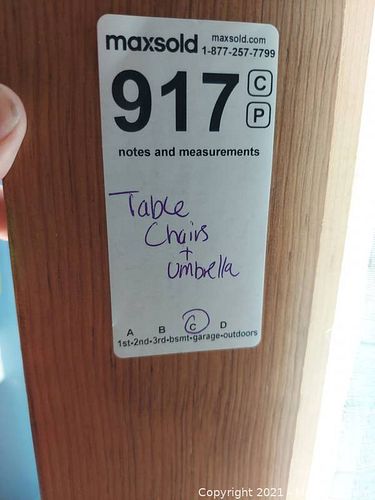 maxsold maxsold.com
1-877-257-7799
917 C
P
notes and measurements
Table
Chairs
+
umbrella
A B C D
1st-2nd-3rd-bsmt-garage-outdoors
Copyright 2021